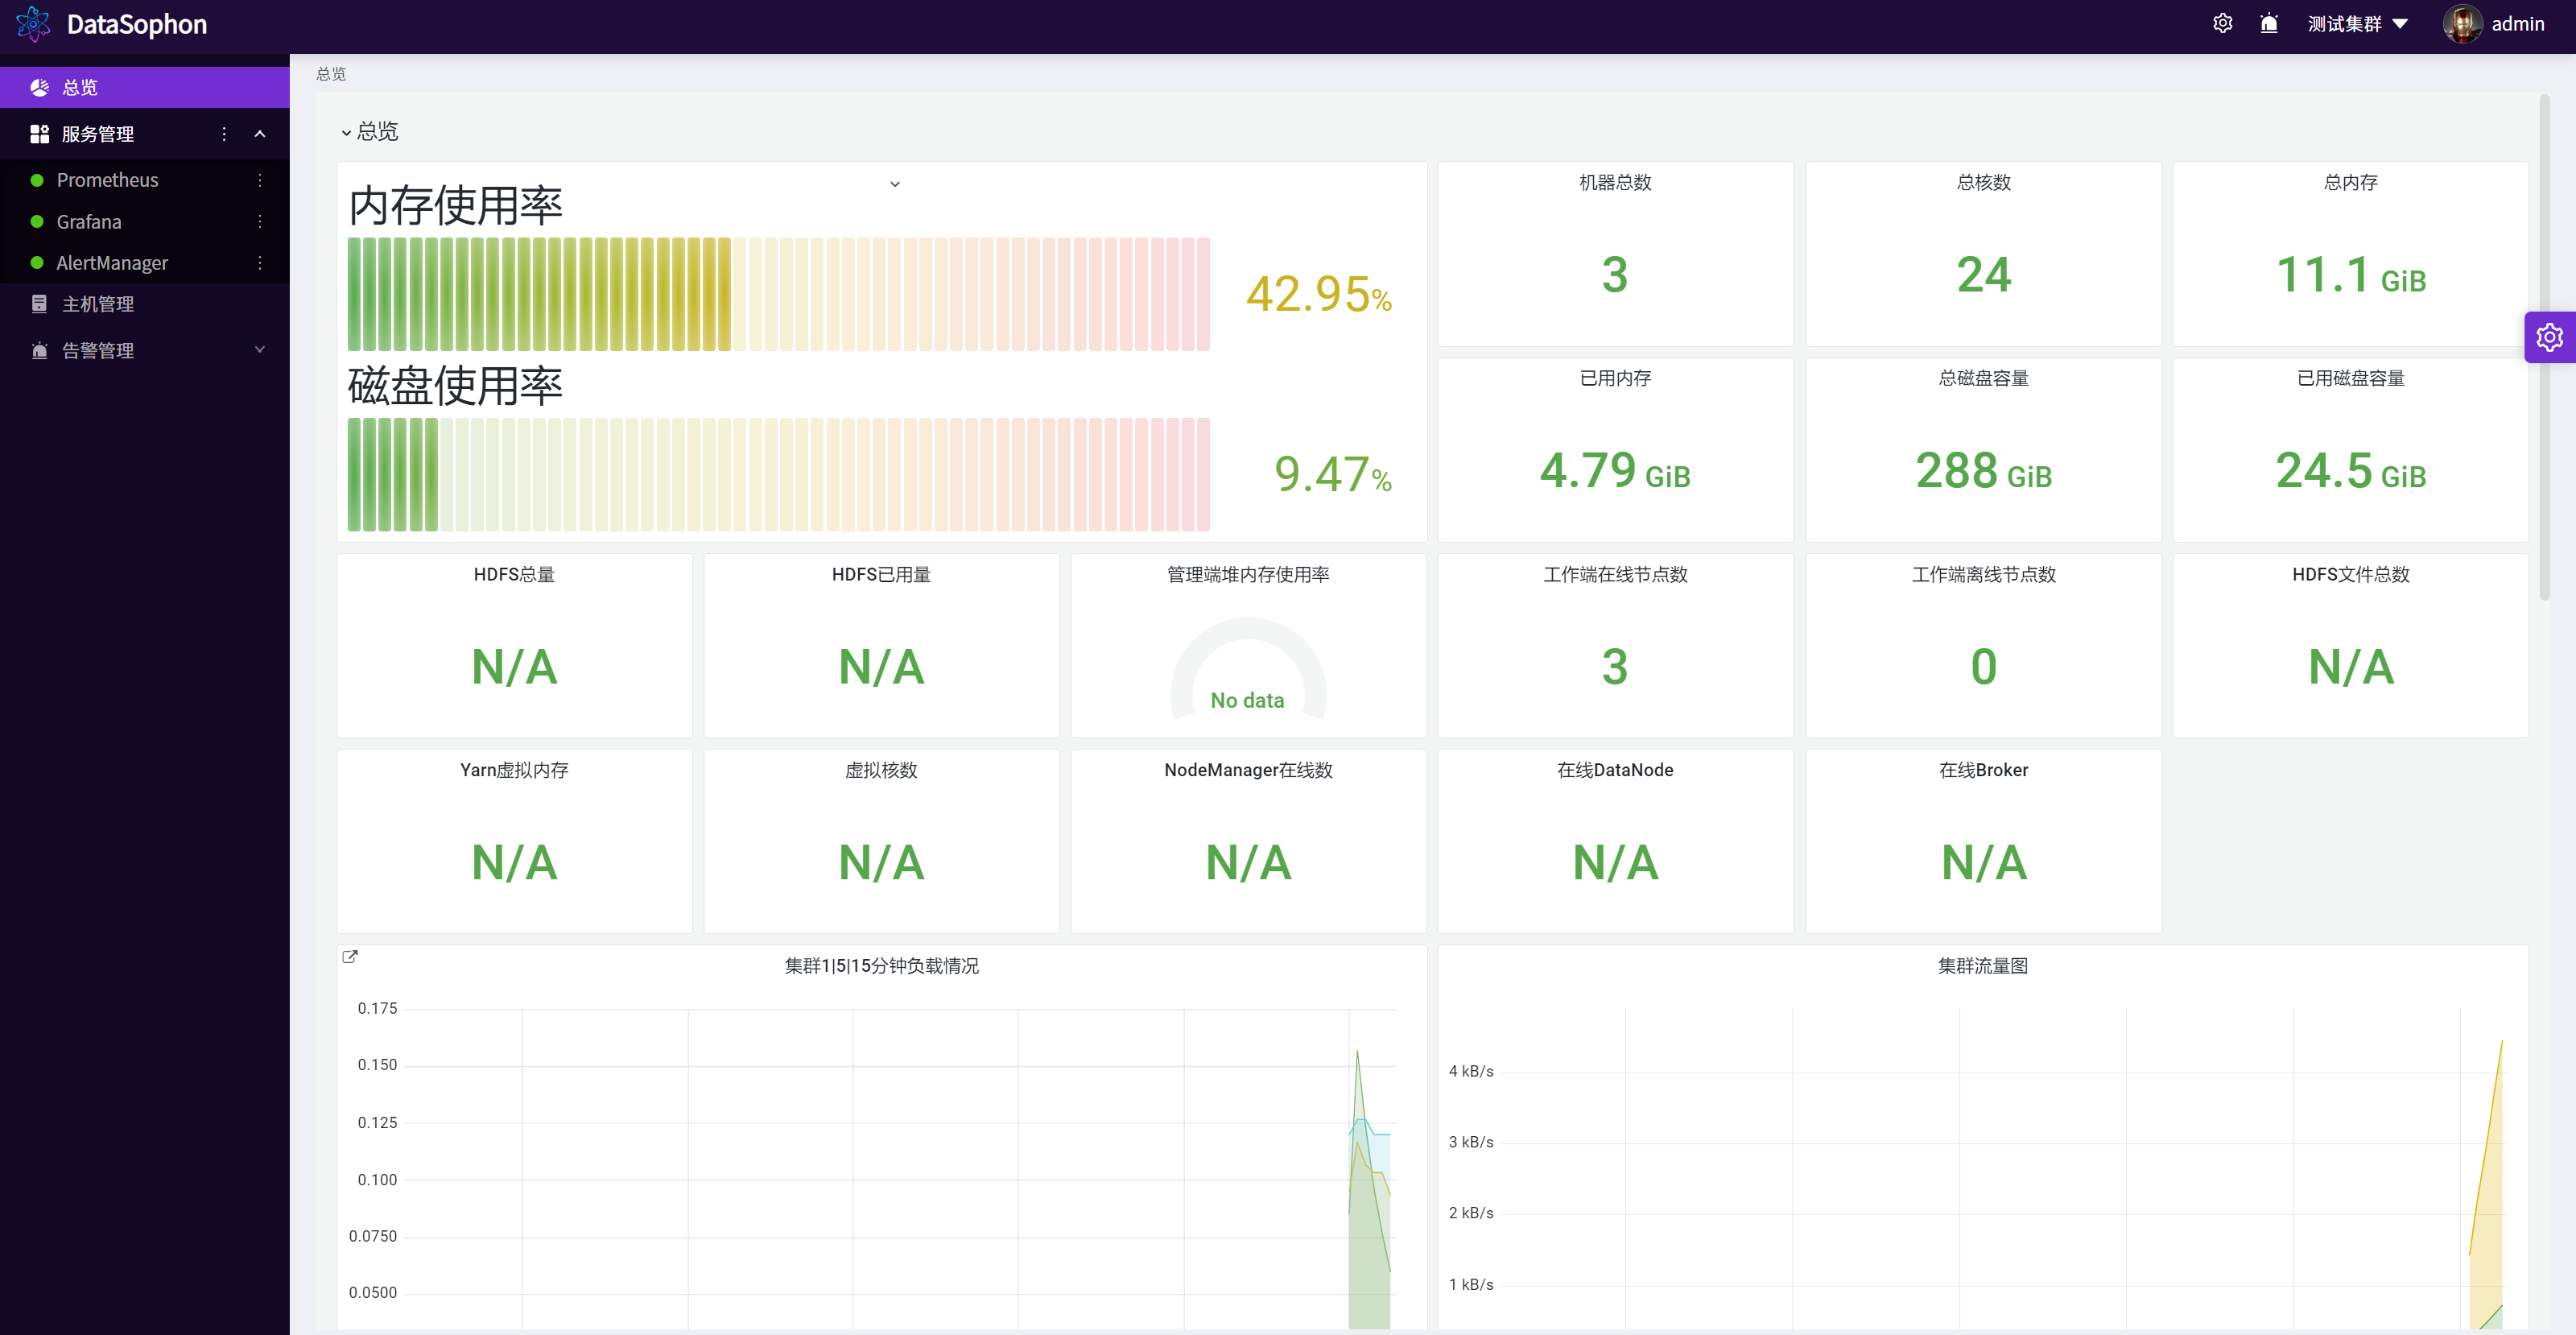 DataSophon
测试集群
admin
总览
服务管理
Prometheus
Grafana
AlertManager
主机管理
告警管理
总览
总览
内存使用率
42.95%
磁盘使用率
9.47%
机器总数
3
总核数
24
总内存
11.1 GiB
已用内存
4.79 GiB
总磁盘容量
288 GiB
已用磁盘容量
24.5 GiB
HDFS总量
N/A
HDFS已用量
N/A
管理端堆内存使用率
No data
工作端在线节点数
3
工作端离线节点数
0
HDFS文件总数
N/A
Yarn虚拟内存
N/A
虚拟核数
N/A
NodeManager在线数
N/A
在线DataNode
N/A
在线Broker
N/A
集群1|5|15分钟负载情况
0.175
0.150
0.125
0.100
0.0750
0.0500
集群流量图
4 kB/s
3 kB/s
2 kB/s
1 kB/s